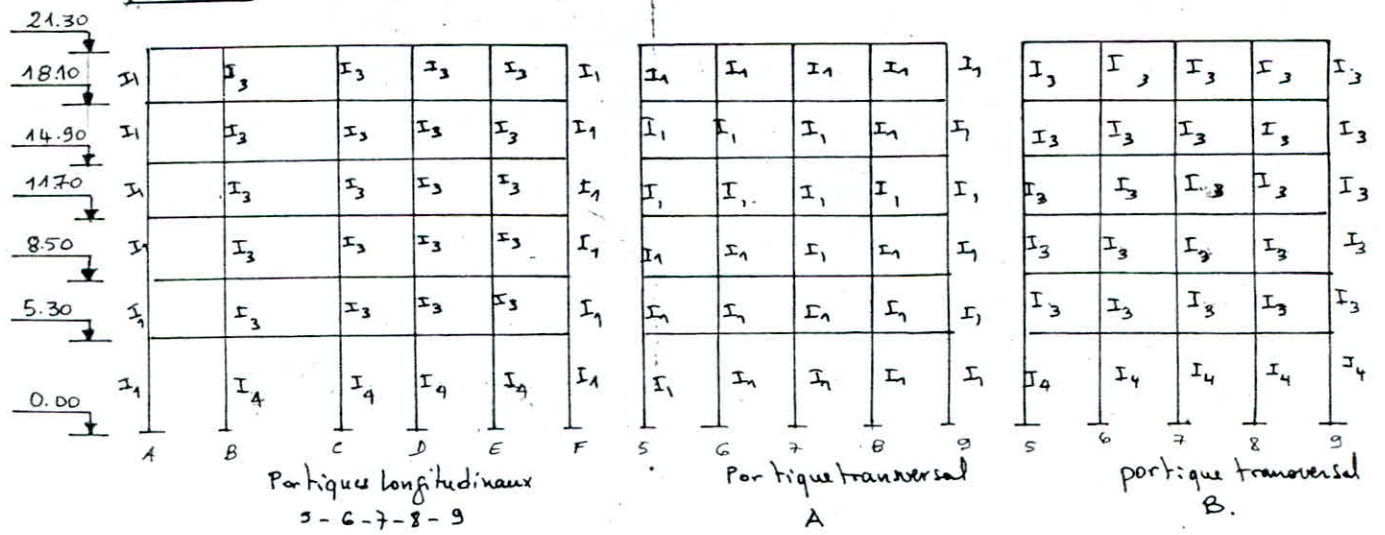 21.30
I1 I3 I3 I3 I3 I1 I1 I1 I1 I1 I1 I3 I3 I3 I3 I3
18.10
I1 I3 I3 I3 I3 I1 I1 I1 I1 I1 I1 I3 I3 I3 I3 I3
14.90
I1 I3 I3 I3 I3 I1 I1 I1 I1 I1 I1 I3 I3 I3 I3 I3
11.70
I1 I3 I3 I3 I3 I1 I1 I1 I1 I1 I1 I3 I3 I3 I3 I3
8.50
I1 I3 I3 I3 I3 I1 I1 I1 I1 I1 I1 I3 I3 I3 I3 I3
5.30
I1 I4 I4 I4 I4 I1 I1 I1 I1 I1 I1 I4 I4 I4 I4 I4
0.00
A B C D E F 5 6 7 8 9 5 6 7 8 9
Portiques longitudinaux
5 - 6 - 7 - 8 - 9
Portique transversal
A
portique transversal
B.